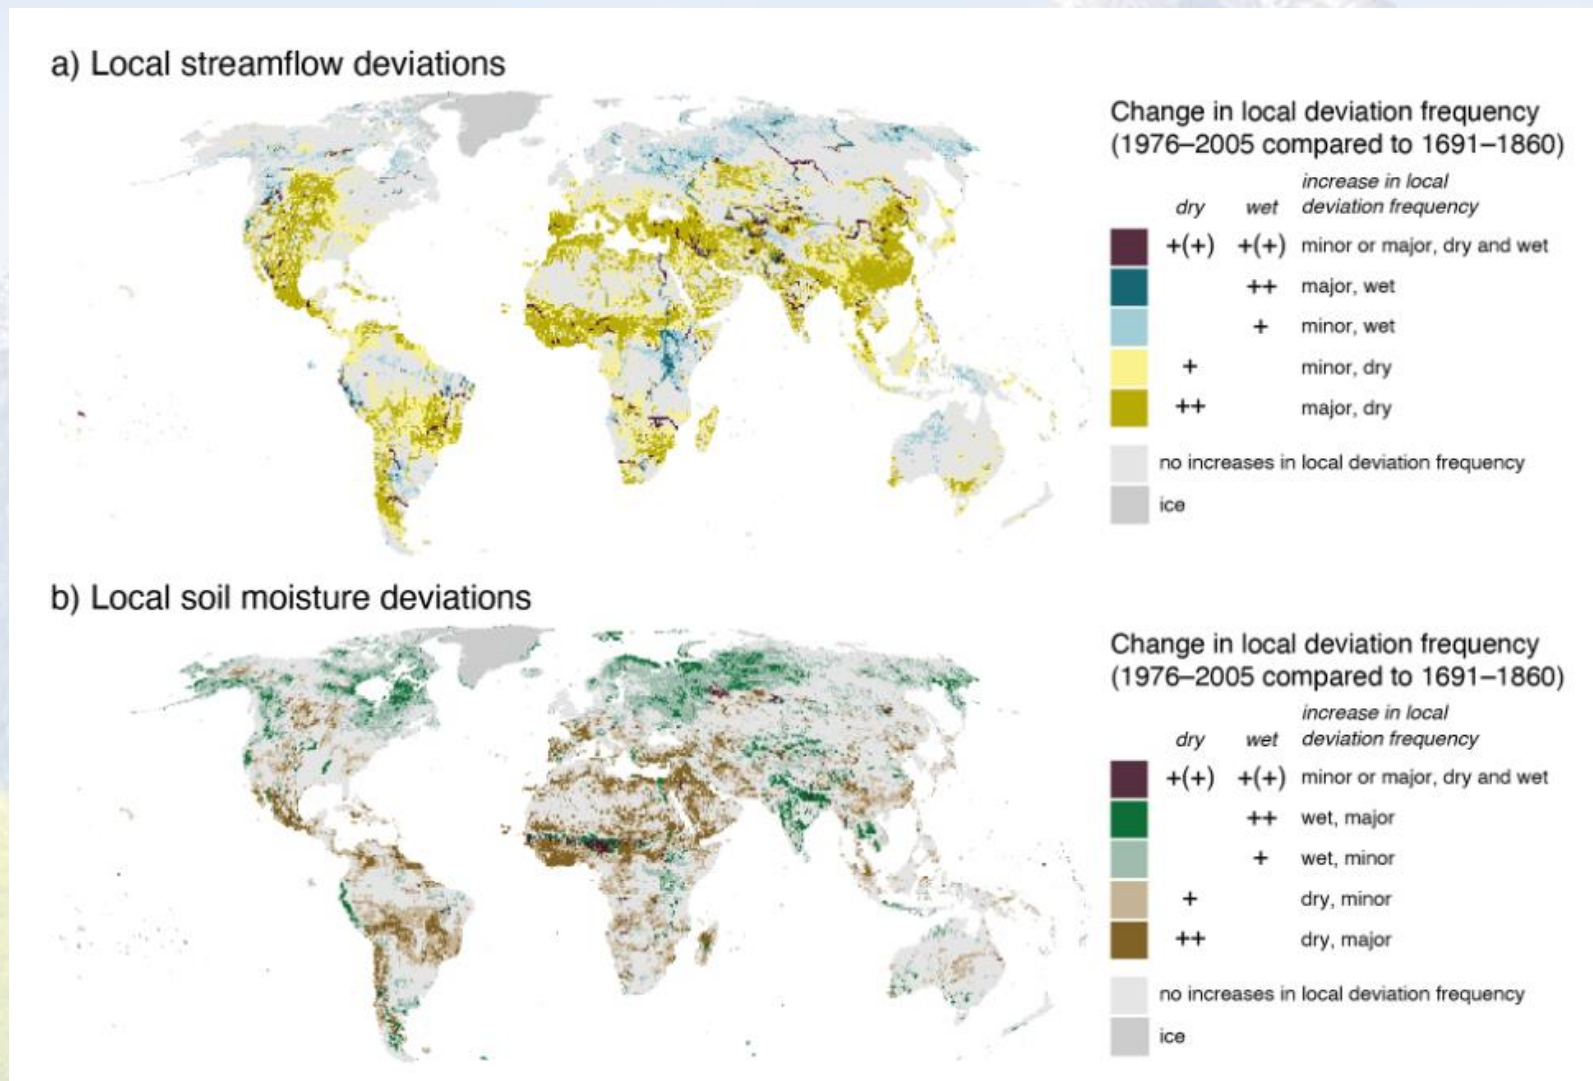 a) Local streamflow deviations
Change in local deviation frequency
(1976–2005 compared to 1691–1860)
increase in local
dry wet deviation frequency
+(+) +(+) minor or major, dry and wet
++ major, wet
+ minor, wet
+ minor, dry
++ major, dry
no increases in local deviation frequency
ice
b) Local soil moisture deviations
Change in local deviation frequency
(1976–2005 compared to 1691–1860)
increase in local
dry wet deviation frequency
+(+) +(+) minor or major, dry and wet
++ wet, major
+ wet, minor
+ dry, minor
++ dry, major
no increases in local deviation frequency
ice